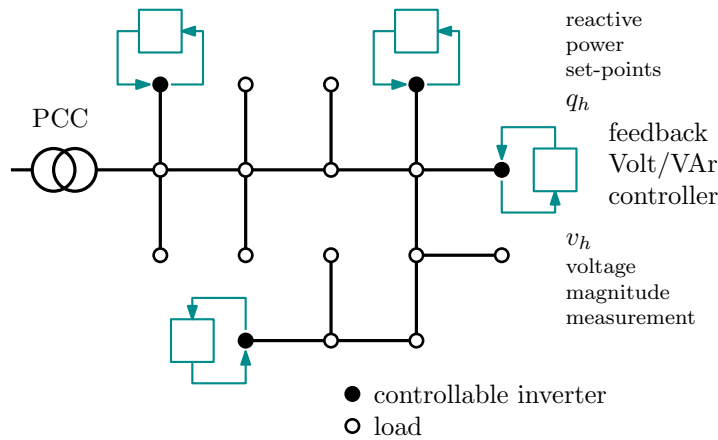 reactive
power
set-points
q_h
PCC
feedback
Volt/VAr
controller
v_h
voltage
magnitude
measurement
controllable inverter
load